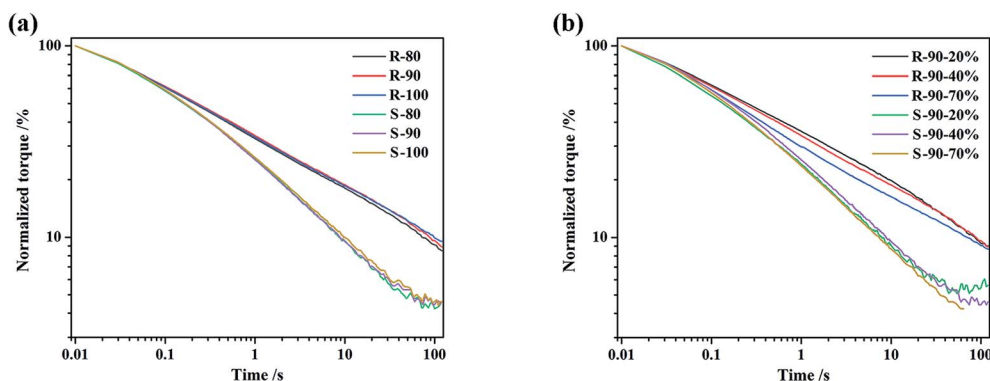 (a)
100
10
Normalized torque /%
0.01
0.1
1
10
100
Time /s
R-80
R-90
R-100
S-80
S-90
S-100
(b)
100
10
Normalized torque /%
0.01
0.1
1
10
100
Time /s
R-90-20%
R-90-40%
R-90-70%
S-90-20%
S-90-40%
S-90-70%